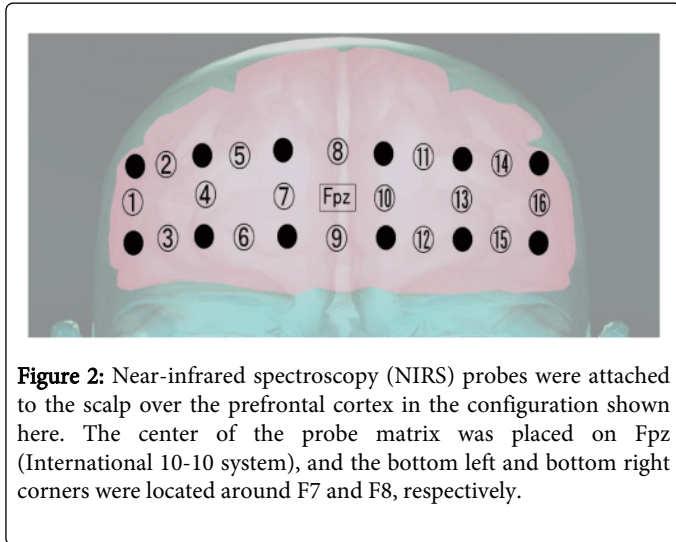 ② ⑤ ⑧ ⑪ ⑭
① ④ ⑦ Fpz ⑩ ⑬ ⑯
③ ⑥ ⑨ ⑫ ⑮
Figure 2: Near-infrared spectroscopy (NIRS) probes were attached
to the scalp over the prefrontal cortex in the configuration shown
here. The center of the probe matrix was placed on Fpz
(International 10-10 system), and the bottom left and bottom right
corners were located around F7 and F8, respectively.